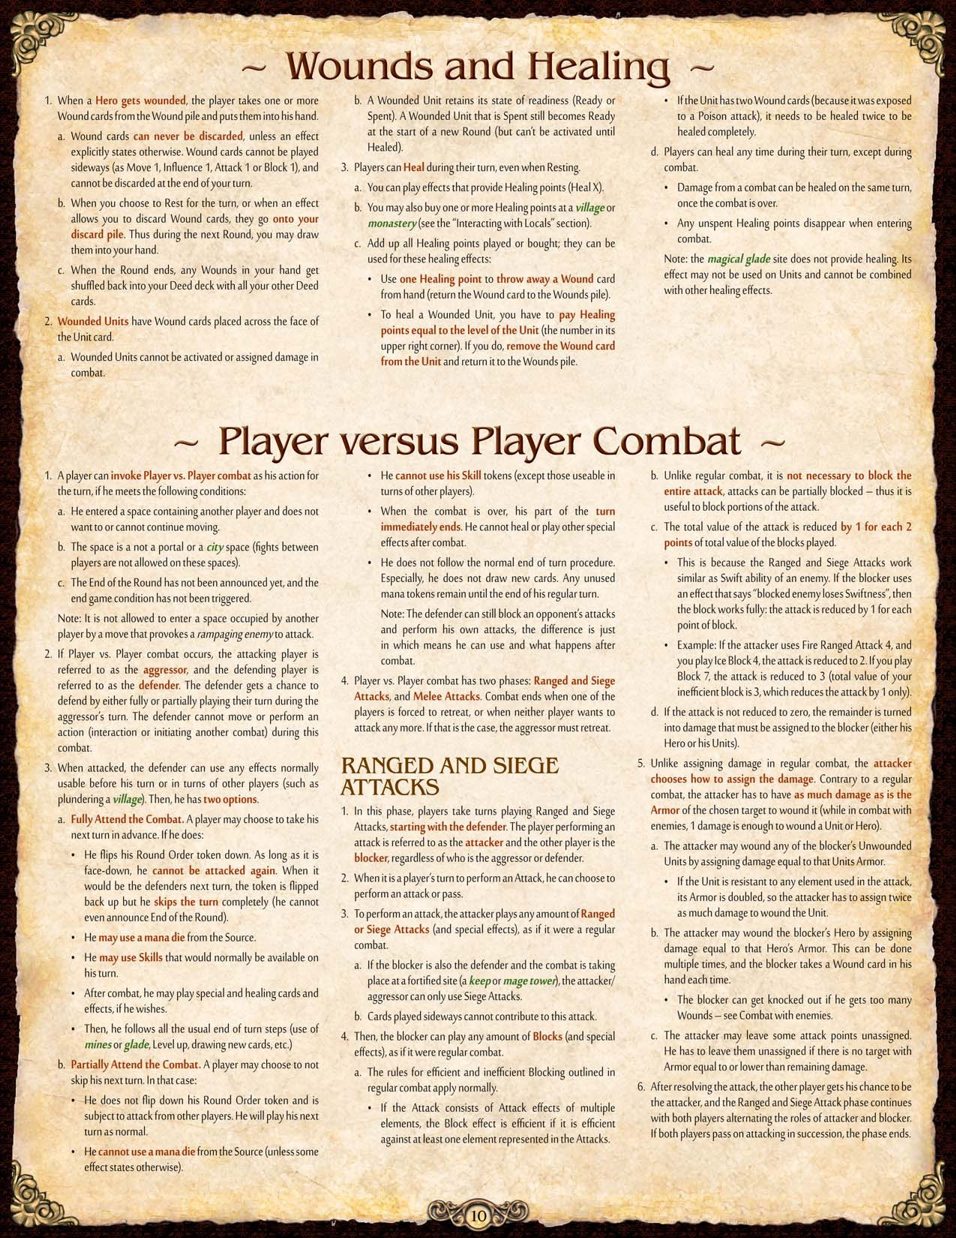 ~ Wounds and Healing ~
1. When a Hero gets wounded, the player takes one or more
Wound cards from the Wound pile and puts them into his hand.
a. Wound cards can never be discarded, unless an effect
explicitly states otherwise. Wound cards cannot be played
sideways (as Move 1, Influence 1, Attack 1 or Block 1), and
cannot be discarded at the end of your turn.
b. When you choose to Rest for the turn, or when an effect
allows you to discard Wound cards, they go onto your
discard pile. Thus during the next Round, you may draw
them into your hand.
c. When the Round ends, any Wounds in your hand get
shuffled back into your Deed deck with all your other Deed
cards.
2. Wounded Units have Wound cards placed across the face of
the Unit card.
a. Wounded Units cannot be activated or assigned damage in
combat.
b. A Wounded Unit retains its state of readiness (Ready or
Spent). A Wounded Unit that is Spent still becomes Ready
at the start of a new Round (but can't be activated until
Healed).
3. Players can Heal during their turn, even when Resting.
a. You can play effects that provide Healing points (Heal X).
b. You may also buy one or more Healing points at a village or
monastery (see the "Interacting with Locals" section).
c. Add up all Healing points played or bought; they can be
used for these healing effects:
• Use one Healing point to throw away a Wound card
from hand (return the Wound card to the Wounds pile).
• To heal a Wounded Unit, you have to pay Healing
points equal to the level of the Unit (the number in its
upper right corner). If you do, remove the Wound card
from the Unit and return it to the Wounds pile.
• If the Unit has two Wound cards (because it was exposed
to a Poison attack), it needs to be healed twice to be
healed completely.
d. Players can heal any time during their turn, except during
combat.
• Damage from a combat can be healed on the same turn,
once the combat is over.
• Any unspent Healing points disappear when entering
combat.
Note: the magical glade site does not provide healing. Its
effect may not be used on Units and cannot be combined
with other healing effects.
~ Player versus Player Combat ~
1. A player can invoke Player vs. Player combat as his action for
the turn, if he meets the following conditions:
a. He entered a space containing another player and does not
want to or cannot continue moving.
b. The space is a not a portal or a city space (fights between
players are not allowed on these spaces).
c. The End of the Round has not been announced yet, and the
end game condition has not been triggered.
Note: It is not allowed to enter a space occupied by another
player by a move that provokes a rampaging enemy to attack.
2. If Player vs. Player combat occurs, the attacking player is
referred to as the aggressor, and the defending player is
referred to as the defender. The defender gets a chance to
defend by either fully or partially playing their turn during the
aggressor's turn. The defender cannot move or perform an
action (interaction or initiating another combat) during this
combat.
3. When attacked, the defender can use any effects normally
usable before his turn or in turns of other players (such as
plundering a village). Then, he has two options.
a. Fully Attend the Combat. A player may choose to take his
next turn in advance. If he does:
• He flips his Round Order token down. As long as it is
face-down, he cannot be attacked again. When it
would be the defenders next turn, the token is flipped
back up but he skips the turn completely (he cannot
even announce End of the Round).
• He may use a mana die from the Source.
• He may use Skills that would normally be available on
his turn.
• After combat, he may play special and healing cards and
effects, if he wishes.
• Then, he follows all the usual end of turn steps (use of
mines or glade, Level up, drawing new cards, etc.)
b. Partially Attend the Combat. A player may choose to not
skip his next turn. In that case:
• He does not flip down his Round Order token and is
subject to attack from other players. He will play his next
turn as normal.
• He cannot use a mana die from the Source (unless some
effect states otherwise).
• He cannot use his Skill tokens (except those useable in
turns of other players).
• When the combat is over, his part of the turn
immediately ends. He cannot heal or play other special
effects after combat.
• He does not follow the normal end of turn procedure.
Especially, he does not draw new cards. Any unused
mana tokens remain until the end of his regular turn.
Note: The defender can still block an opponent's attacks
and perform his own attacks, the difference is just
in which means he can use and what happens after
combat.
4. Player vs. Player combat has two phases: Ranged and Siege
Attacks, and Melee Attacks. Combat ends when one of the
players is forced to retreat, or when neither player wants to
attack any more. If that is the case, the aggressor must retreat.
RANGED AND SIEGE
ATTACKS
1. In this phase, players take turns playing Ranged and Siege
Attacks, starting with the defender. The player performing an
attack is referred to as the attacker and the other player is the
blocker, regardless of who is the aggressor or defender.
2. When it is a player's turn to perform an Attack, he can choose to
perform an attack or pass.
3. To perform an attack, the attacker plays any amount of Ranged
or Siege Attacks (and special effects), as if it were a regular
combat.
a. If the blocker is also the defender and the combat is taking
place at a fortified site (a keep or mage tower), the attacker/
aggressor can only use Siege Attacks.
b. Cards played sideways cannot contribute to this attack.
4. Then, the blocker can play any amount of Blocks (and special
effects), as if it were regular combat.
a. The rules for efficient and inefficient Blocking outlined in
regular combat apply normally.
• If the Attack consists of Attack effects of multiple
elements, the Block effect is efficient if it is efficient
against at least one element represented in the Attacks.
b. Unlike regular combat, it is not necessary to block the
entire attack, attacks can be partially blocked – thus it is
useful to block portions of the attack.
c. The total value of the attack is reduced by 1 for each 2
points of total value of the blocks played.
• This is because the Ranged and Siege Attacks work
similar as Swift ability of an enemy. If the blocker uses
an effect that says "blocked enemy loses Swiftness", then
the block works fully: the attack is reduced by 1 for each
point of block.
• Example: If the attacker uses Fire Ranged Attack 4, and
you play Ice Block 4, the attack is reduced to 2. If you play
Block 7, the attack is reduced to 3 (total value of your
inefficient block is 3, which reduces the attack by 1 only).
d. If the attack is not reduced to zero, the remainder is turned
into damage that must be assigned to the blocker (either his
Hero or his Units).
5. Unlike assigning damage in regular combat, the attacker
chooses how to assign the damage. Contrary to a regular
combat, the attacker has to have as much damage as is the
Armor of the chosen target to wound it (while in combat with
enemies, 1 damage is enough to wound a Unit or Hero).
a. The attacker may wound any of the blocker's Unwounded
Units by assigning damage equal to that Units Armor.
• If the Unit is resistant to any element used in the attack,
its Armor is doubled, so the attacker has to assign twice
as much damage to wound the Unit.
b. The attacker may wound the blocker's Hero by assigning
damage equal to that Hero's Armor. This can be done
multiple times, and the blocker takes a Wound card in his
hand each time.
• The blocker can get knocked out if he gets too many
Wounds – see Combat with enemies.
c. The attacker may leave some attack points unassigned.
He has to leave them unassigned if there is no target with
Armor equal to or lower than remaining damage.
6. After resolving the attack, the other player gets his chance to be
the attacker, and the Ranged and Siege Attack phase continues
with both players alternating the roles of attacker and blocker.
If both players pass on attacking in succession, the phase ends.
10